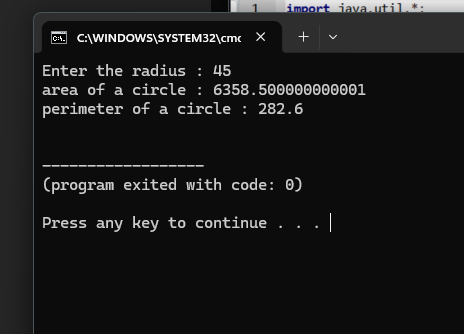 1 import java.util.*;
C:\WINDOWS\SYSTEM32\cmc
Enter the radius : 45
area of a circle : 6358.500000000001
perimeter of a circle : 282.6
------------------
(program exited with code: 0)
Press any key to continue . . .